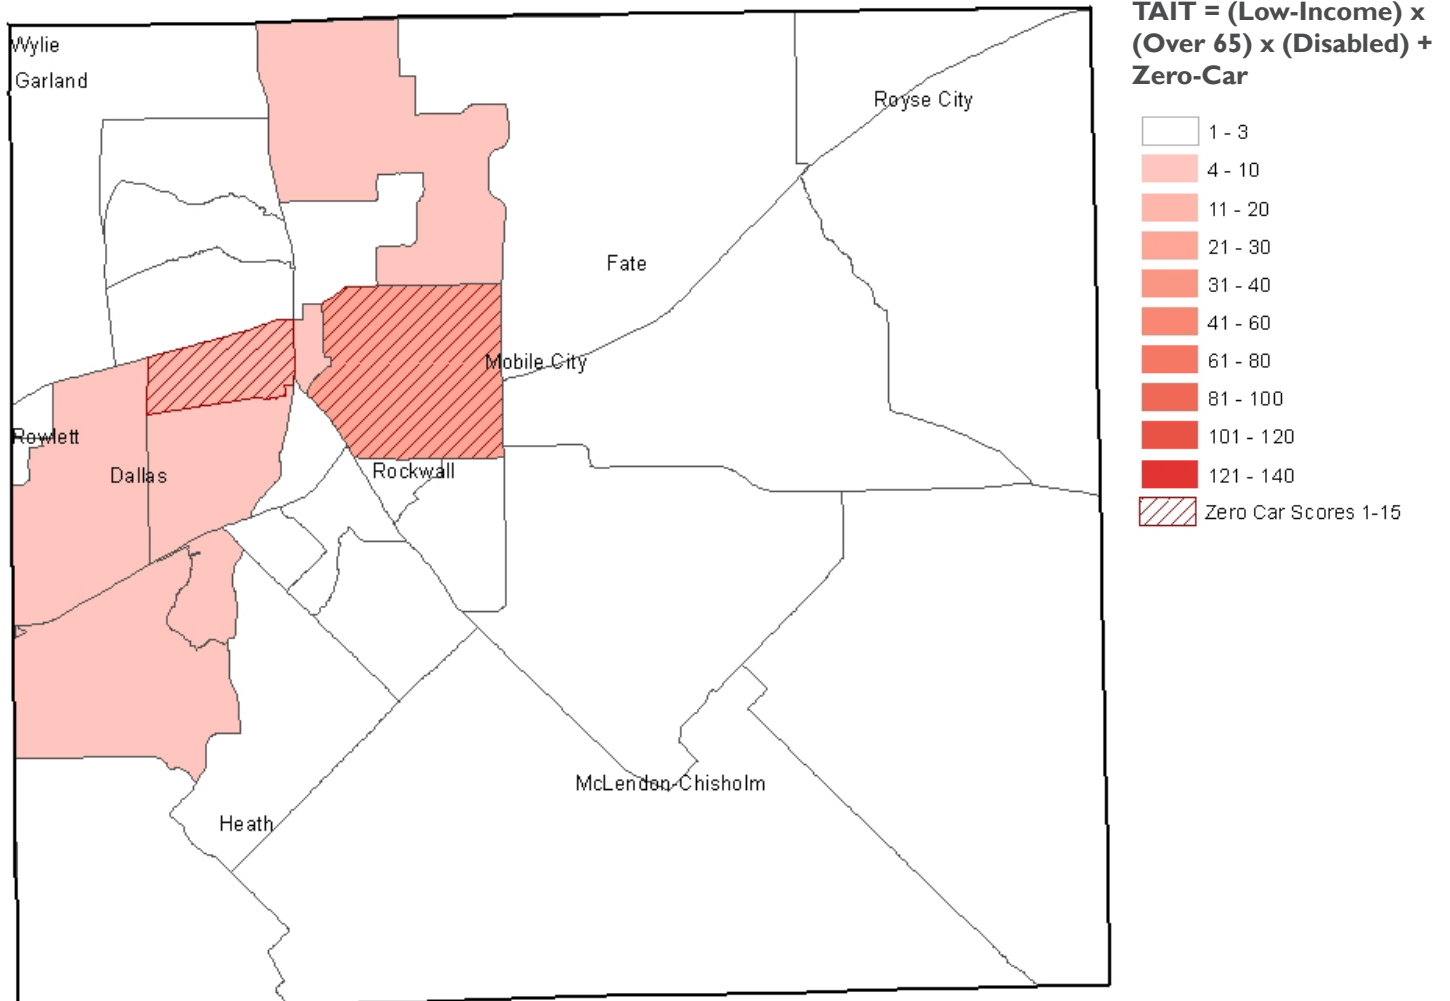 TAIT = (Low-Income) x
(Over 65) x (Disabled) +
Zero-Car
1 - 3
4 - 10
11 - 20
21 - 30
31 - 40
41 - 60
61 - 80
81 - 100
101 - 120
121 - 140
Zero Car Scores 1-15
Wylie
Garland
Royse City
Fate
Mobile City
Rowlett
Dallas
Rockwall
McLendon-Chisholm
Heath